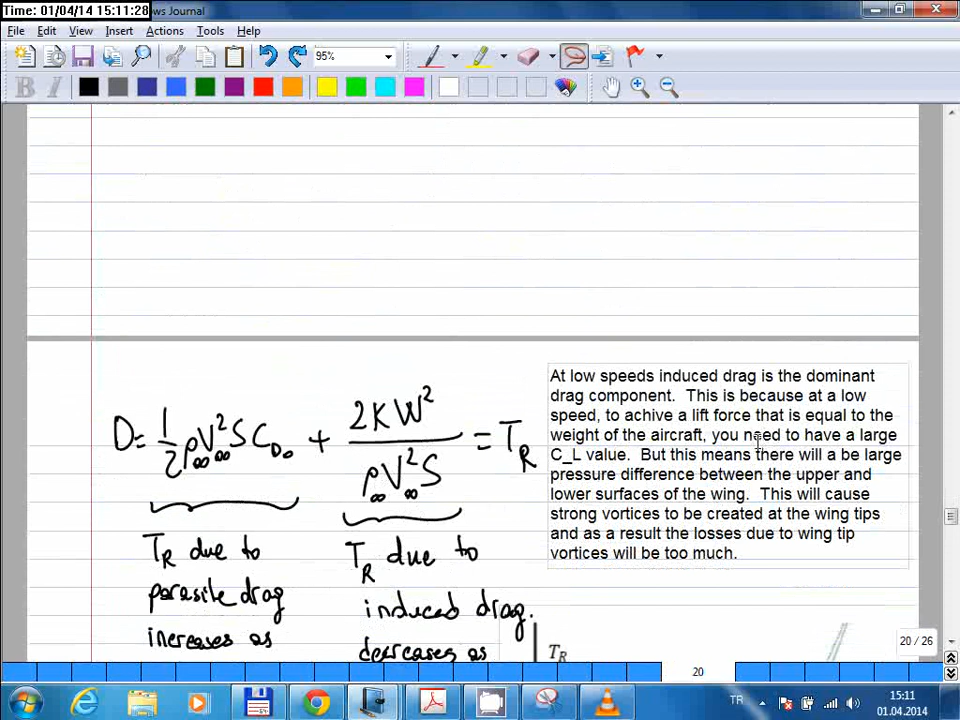 Time: 01/04/14 15:11:28 ws Journal
File Edit View Insert Actions Tools Help
95%
B I
D = 1/2 ρ∞ V∞² S C_D₀ + 2KW² / ρ∞ V∞² S = T_R
T_R due to
parasite drag
increases as
T_R due to
induced drag.
decreases as
At low speeds induced drag is the dominant
drag component. This is because at a low
speed, to achive a lift force that is equal to the
weight of the aircraft, you need to have a large
C_L value. But this means there will a be large
pressure difference between the upper and
lower surfaces of the wing. This will cause
strong vortices to be created at the wing tips
and as a result the losses due to wing tip
vortices will be too much.
T_R
20 / 26
20
TR
15:11
01.04.2014